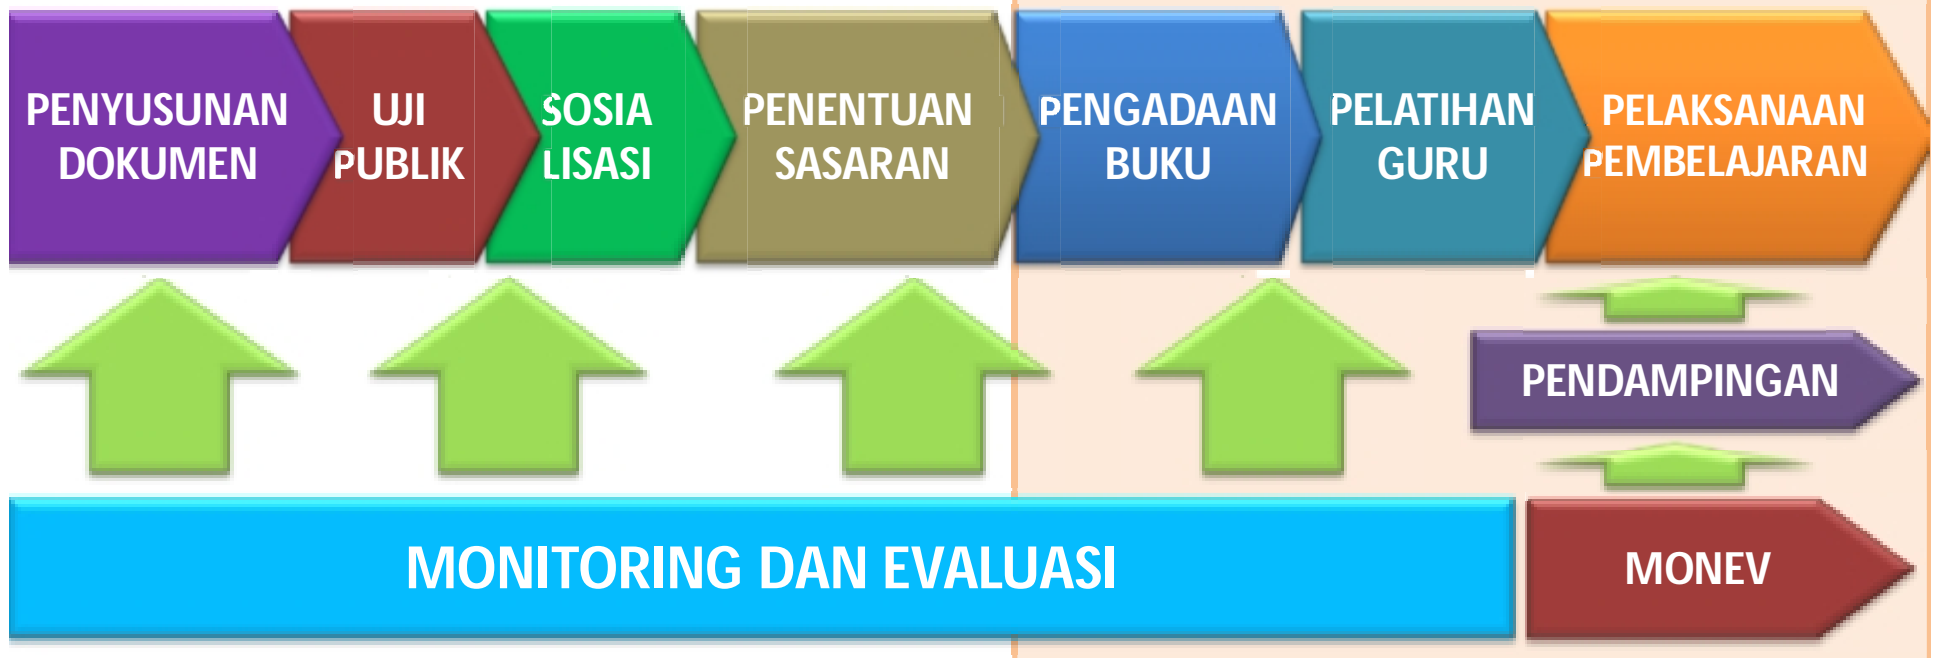 PENYUSUNAN
DOKUMEN
UJI
PUBLIK
SOSIA
LISASI
PENENTUAN
SASARAN
PENGADAAN
BUKU
PELATIHAN
GURU
PELAKSANAAN
PEMBELAJARAN
PENDAMPINGAN
MONITORING DAN EVALUASI
MONEV